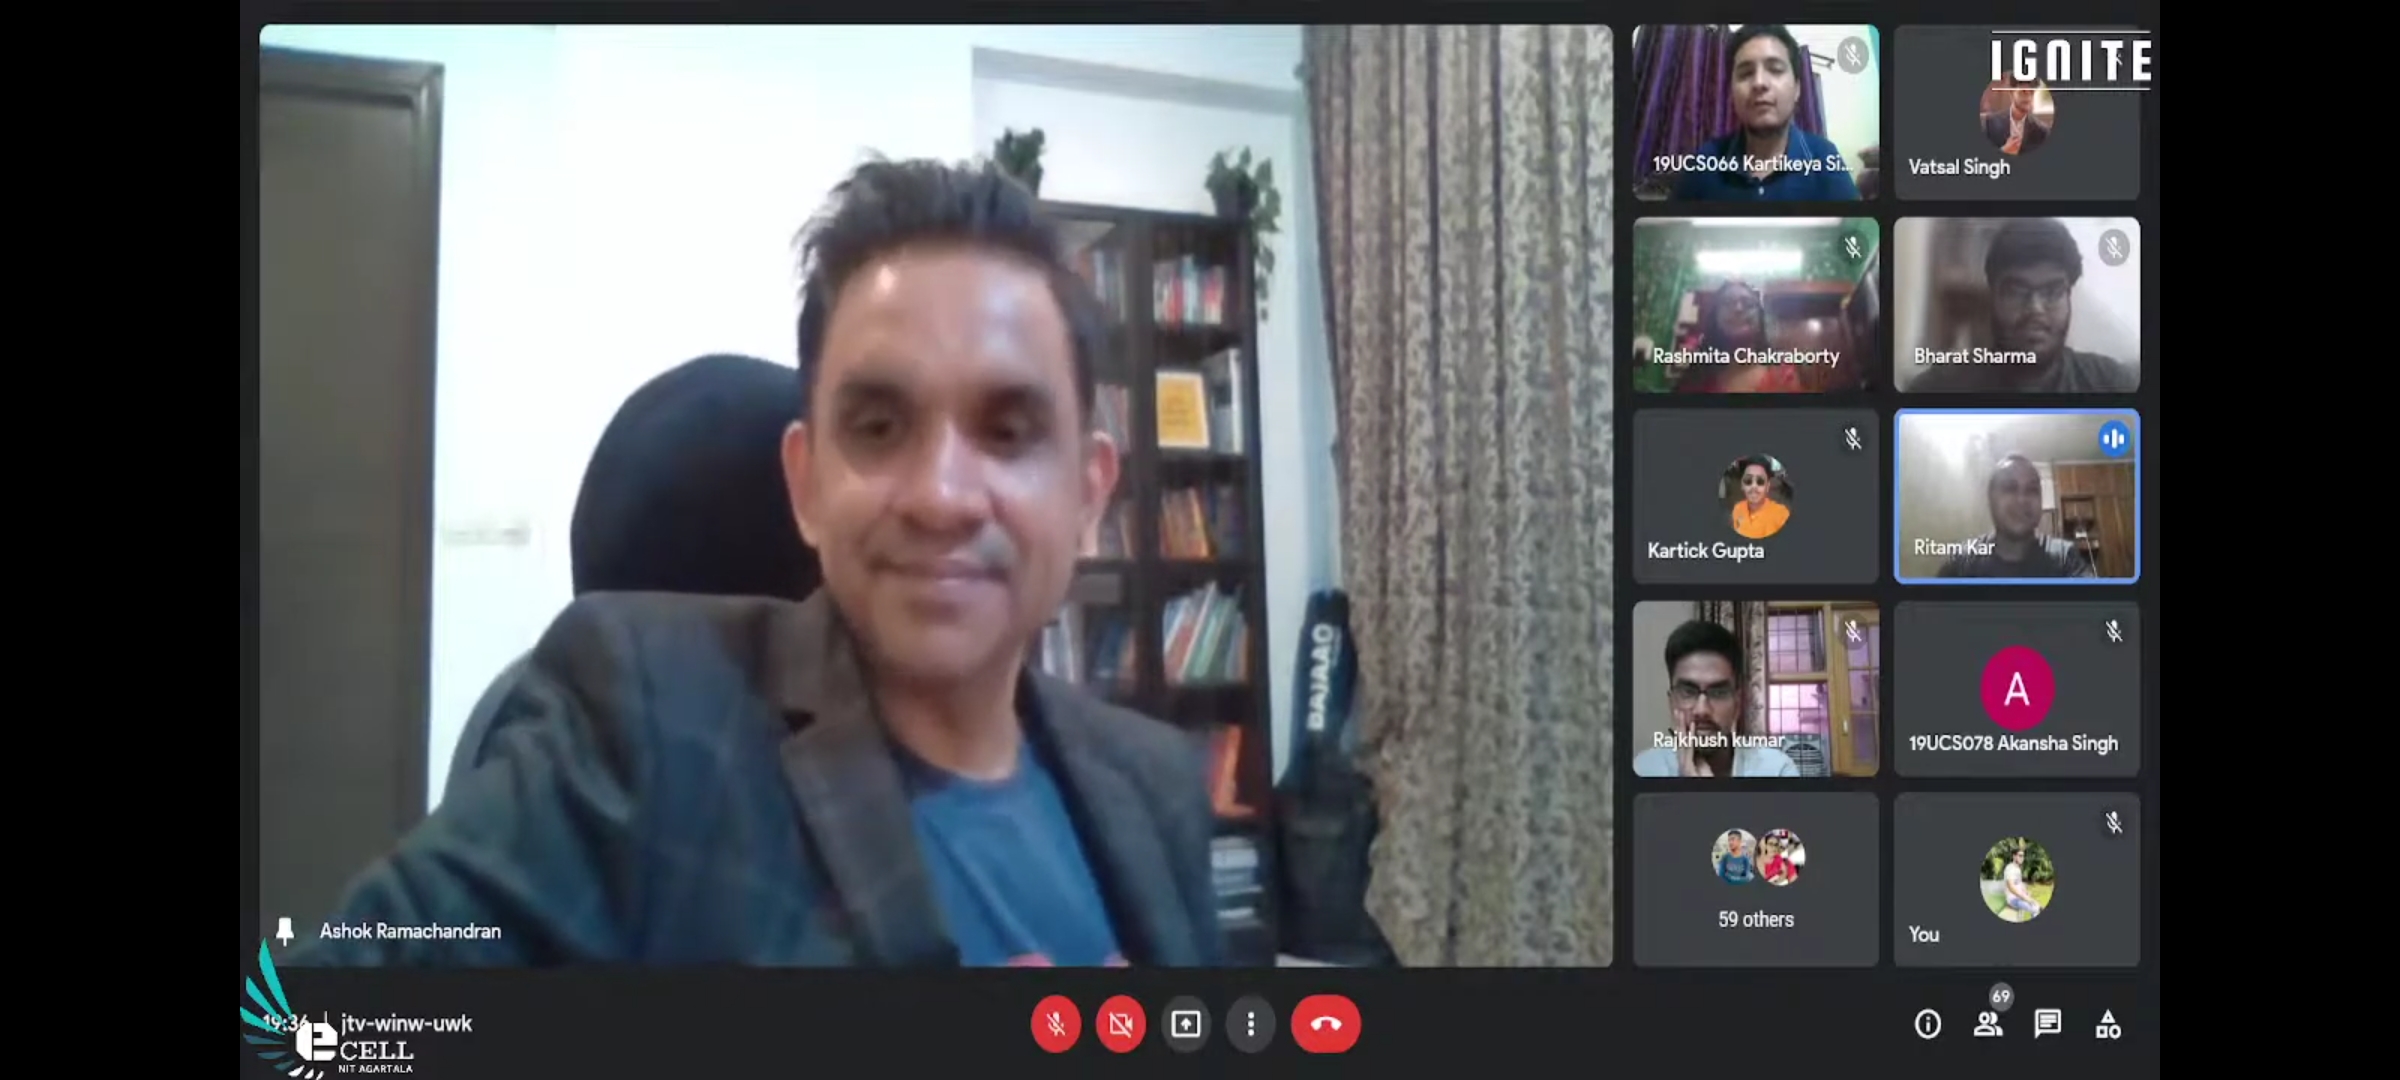 IGNITE
19UCS066 Kartikeya Si...
Vatsal Singh
Rashmita Chakraborty
Bharat Sharma
Kartick Gupta
Ritam Kar
BAJAAO
Rajkhush kumar
A
19UCS078 Akansha Singh
59 others
You
Ashok Ramachandran
19:36 | jtv-winw-uwk
69
e
CELL
NIT AGARTALA